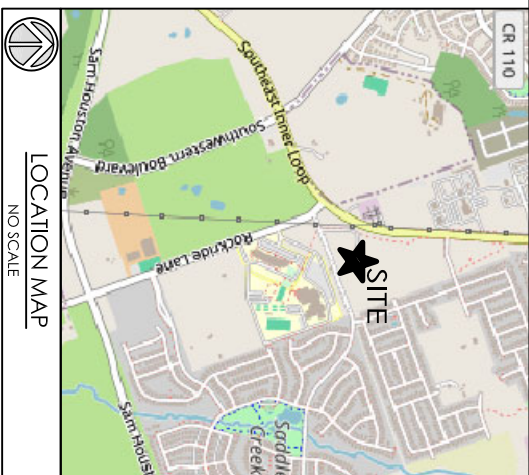 CR 110
Southeast Inner Loop
Southwestern Boulevard
Sam Houston Avenue
Rockride Lane
SITE
Saddle
Creek
Sam Hous
LOCATION MAP
NO SCALE